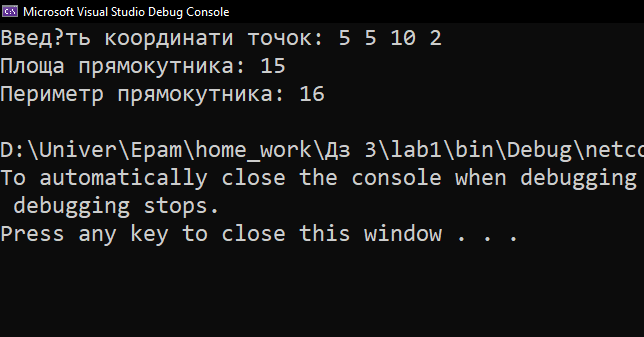 Microsoft Visual Studio Debug Console
Введ?ть координати точок: 5 5 10 2
Площа прямокутника: 15
Периметр прямокутника: 16
D:\Univer\Epam\home_work\Дз 3\lab1\bin\Debug\netco
To automatically close the console when debugging
debugging stops.
Press any key to close this window . . .